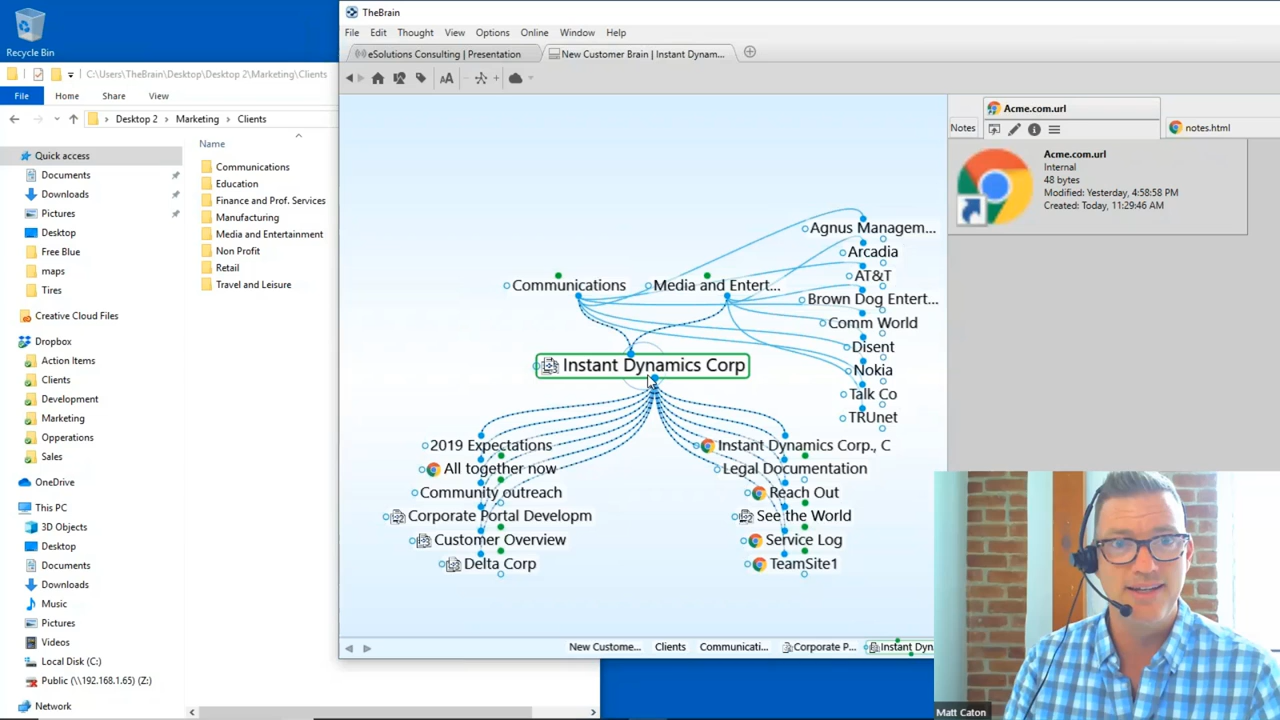 Recycle Bin
C:\Users\TheBrain\Desktop\Desktop 2\Marketing\Clients
File Home Share View
Desktop 2 Marketing Clients
Name
Quick access
Documents
Downloads
Pictures
Desktop
Free Blue
maps
Tires
Creative Cloud Files
Dropbox
Action Items
Clients
Development
Marketing
Opperations
Sales
OneDrive
This PC
3D Objects
Desktop
Documents
Downloads
Music
Pictures
Videos
Local Disk (C:)
Public (\\192.168.1.65) (Z:)
Network
Communications
Education
Finance and Prof. Services
Manufacturing
Media and Entertainment
Non Profit
Retail
Travel and Leisure
TheBrain
File Edit Thought View Options Online Window Help
eSolutions Consulting | Presentation
New Customer Brain | Instant Dynam...
AA
Communications
Media and Entert...
Agnus Managem...
Arcadia
AT&T
Brown Dog Entert...
Comm World
Disent
Nokia
Talk Co
TRUnet
Instant Dynamics Corp
2019 Expectations
All together now
Community outreach
Corporate Portal Developm
Customer Overview
Delta Corp
Instant Dynamics Corp., C
Legal Documentation
Reach Out
See the World
Service Log
TeamSite1
New Custome... Clients Communicati... Corporate P... Instant Dyn
Notes
Acme.com.url
notes.html
Acme.com.url
Internal
48 bytes
Modified: Yesterday, 4:58:58 PM
Created: Today, 11:29:46 AM
Matt Caton